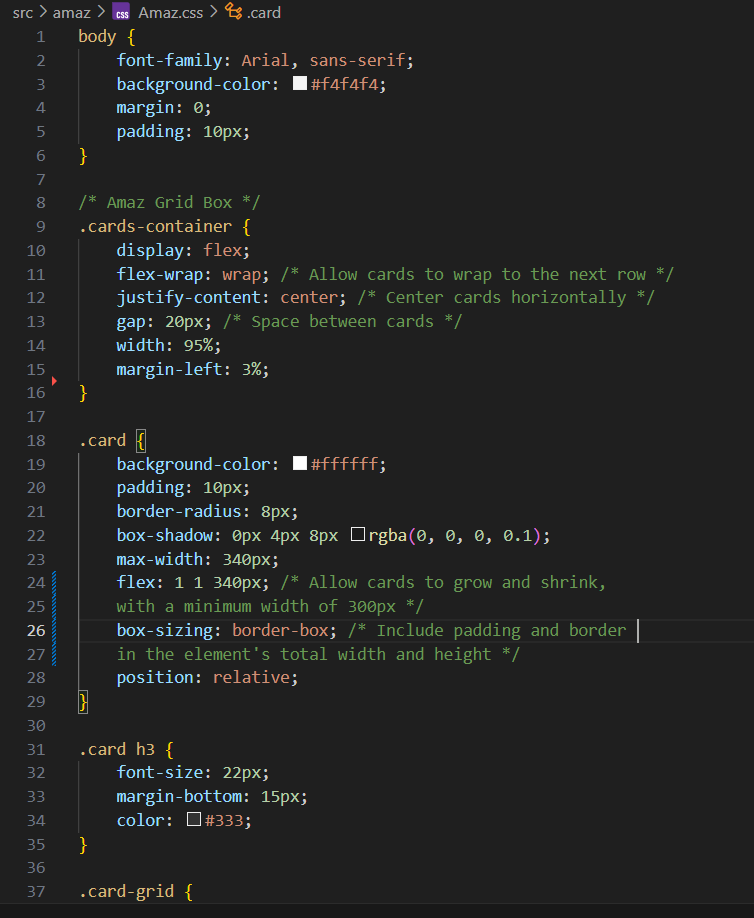 src > amaz > CSS Amaz.css > .card
1 body {
2 font-family: Arial, sans-serif;
3 background-color: #f4f4f4;
4 margin: 0;
5 padding: 10px;
6 }
7
8 /* Amaz Grid Box */
9 .cards-container {
10 display: flex;
11 flex-wrap: wrap; /* Allow cards to wrap to the next row */
12 justify-content: center; /* Center cards horizontally */
13 gap: 20px; /* Space between cards */
14 width: 95%;
15 margin-left: 3%;
16 }
17
18 .card {
19 background-color: #ffffff;
20 padding: 10px;
21 border-radius: 8px;
22 box-shadow: 0px 4px 8px rgba(0, 0, 0, 0.1);
23 max-width: 340px;
24 flex: 1 1 340px; /* Allow cards to grow and shrink,
25 with a minimum width of 300px */
26 box-sizing: border-box; /* Include padding and border
27 in the element's total width and height */
28 position: relative;
29 }
30
31 .card h3 {
32 font-size: 22px;
33 margin-bottom: 15px;
34 color: #333;
35 }
36
37 .card-grid {